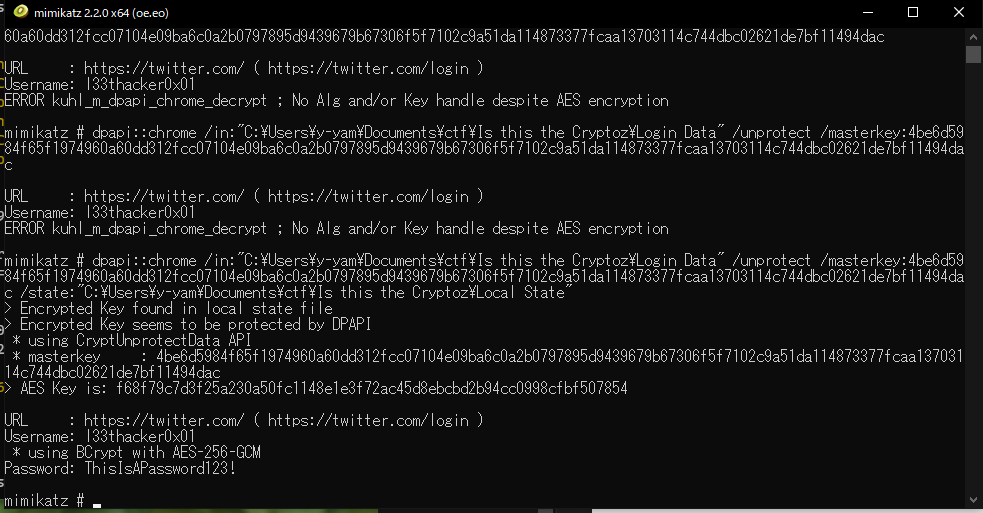 mimikatz 2.2.0 x64 (oe.eo)
60a60dd312fcc07104e09ba6c0a2b0797895d9439679b67306f5f7102c9a51da114873377fcaa13703114c744dbc02621de7bf11494dac
URL : https://twitter.com/ ( https://twitter.com/login )
Username: l33thacker0x01
ERROR kuhl_m_dpapi_chrome_decrypt ; No Alg and/or Key handle despite AES encryption
mimikatz # dpapi::chrome /in:"C:¥Users¥y-yam¥Documents¥ctf¥Is this the Cryptoz¥Login Data" /unprotect /masterkey:4be6d59
84f65f1974960a60dd312fcc07104e09ba6c0a2b0797895d9439679b67306f5f7102c9a51da114873377fcaa13703114c744dbc02621de7bf11494da
c
URL : https://twitter.com/ ( https://twitter.com/login )
Username: l33thacker0x01
ERROR kuhl_m_dpapi_chrome_decrypt ; No Alg and/or Key handle despite AES encryption
mimikatz # dpapi::chrome /in:"C:¥Users¥y-yam¥Documents¥ctf¥Is this the Cryptoz¥Login Data" /unprotect /masterkey:4be6d59
84f65f1974960a60dd312fcc07104e09ba6c0a2b0797895d9439679b67306f5f7102c9a51da114873377fcaa13703114c744dbc02621de7bf11494da
c /state:"C:¥Users¥y-yam¥Documents¥ctf¥Is this the Cryptoz¥Local State"
> Encrypted Key found in local state file
> Encrypted Key seems to be protected by DPAPI
* using CryptUnprotectData API
* masterkey : 4be6d5984f65f1974960a60dd312fcc07104e09ba6c0a2b0797895d9439679b67306f5f7102c9a51da114873377fcaa137031
14c744dbc02621de7bf11494dac
> AES Key is: f68f79c7d3f25a230a50fc1148e1e3f72ac45d8ebcbd2b94cc0998cfbf507854
URL : https://twitter.com/ ( https://twitter.com/login )
Username: l33thacker0x01
* using BCrypt with AES-256-GCM
Password: ThisIsAPassword123!
mimikatz #